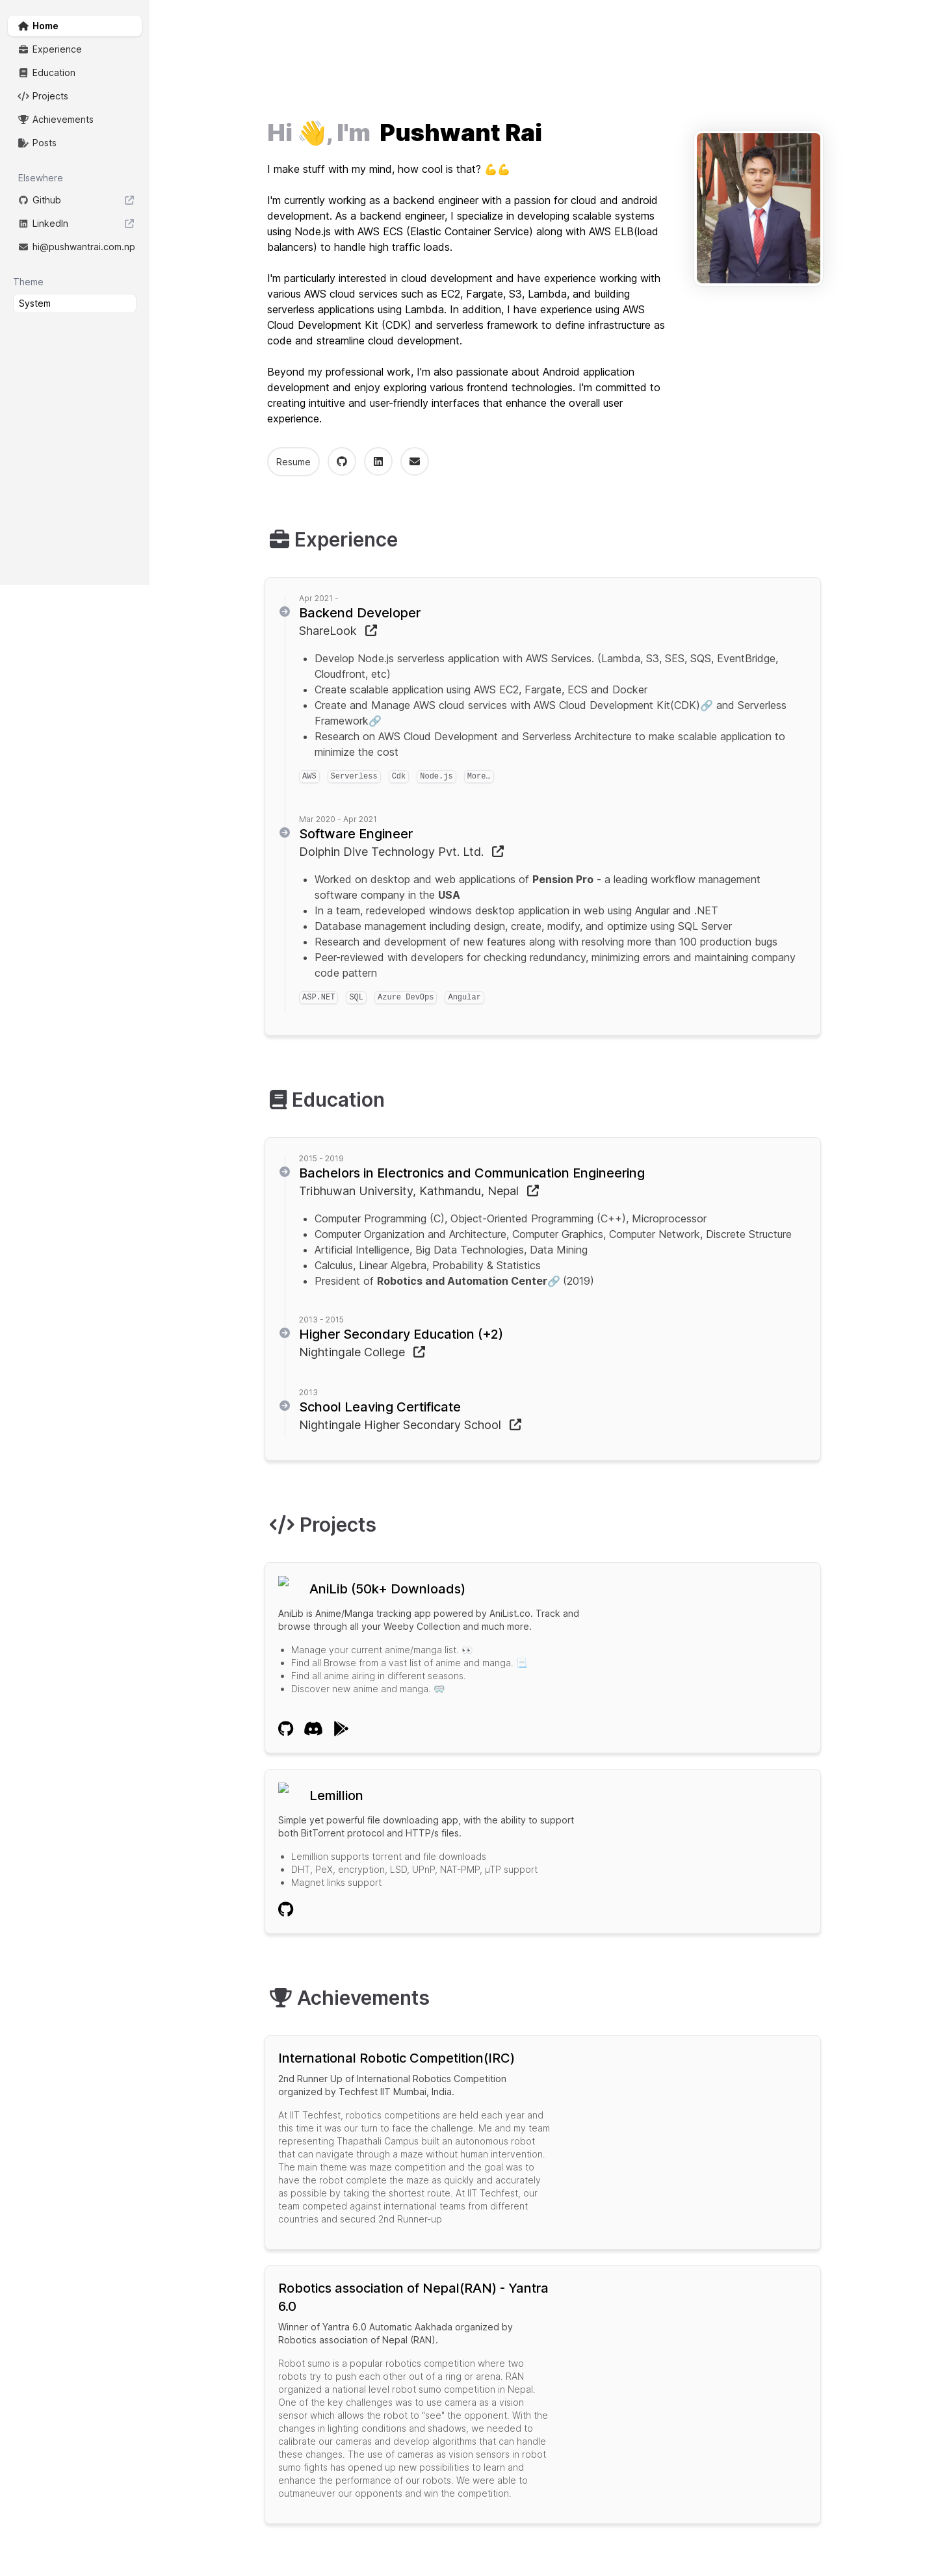 Home
Experience
Education
Projects
Achievements
Posts
Elsewhere
Github
LinkedIn
hi@pushwantrai.com.np
Theme
System
Hi 👋, I'm Pushwant Rai
I make stuff with my mind, how cool is that? 💪💪
I'm currently working as a backend engineer with a passion for cloud and android
development. As a backend engineer, I specialize in developing scalable systems
using Node.js with AWS ECS (Elastic Container Service) along with AWS ELB(load
balancers) to handle high traffic loads.
I'm particularly interested in cloud development and have experience working with
various AWS cloud services such as EC2, Fargate, S3, Lambda, and building
serverless applications using Lambda. In addition, I have experience using AWS
Cloud Development Kit (CDK) and serverless framework to define infrastructure as
code and streamline cloud development.
Beyond my professional work, I'm also passionate about Android application
development and enjoy exploring various frontend technologies. I'm committed to
creating intuitive and user-friendly interfaces that enhance the overall user
experience.
Resume
Experience
Apr 2021 -
Backend Developer
ShareLook
• Develop Node.js serverless application with AWS Services. (Lambda, S3, SES, SQS, EventBridge,
Cloudfront, etc)
• Create scalable application using AWS EC2, Fargate, ECS and Docker
• Create and Manage AWS cloud services with AWS Cloud Development Kit(CDK)🔗 and Serverless
Framework🔗
• Research on AWS Cloud Development and Serverless Architecture to make scalable application to
minimize the cost
AWS Serverless Cdk Node.js More…
Mar 2020 - Apr 2021
Software Engineer
Dolphin Dive Technology Pvt. Ltd.
• Worked on desktop and web applications of Pension Pro - a leading workflow management
software company in the USA
• In a team, redeveloped windows desktop application in web using Angular and .NET
• Database management including design, create, modify, and optimize using SQL Server
• Research and development of new features along with resolving more than 100 production bugs
• Peer-reviewed with developers for checking redundancy, minimizing errors and maintaining company
code pattern
ASP.NET SQL Azure DevOps Angular
Education
2015 - 2019
Bachelors in Electronics and Communication Engineering
Tribhuwan University, Kathmandu, Nepal
• Computer Programming (C), Object-Oriented Programming (C++), Microprocessor
• Computer Organization and Architecture, Computer Graphics, Computer Network, Discrete Structure
• Artificial Intelligence, Big Data Technologies, Data Mining
• Calculus, Linear Algebra, Probability & Statistics
• President of Robotics and Automation Center🔗 (2019)
2013 - 2015
Higher Secondary Education (+2)
Nightingale College
2013
School Leaving Certificate
Nightingale Higher Secondary School
Projects
AniLib (50k+ Downloads)
AniLib is Anime/Manga tracking app powered by AniList.co. Track and
browse through all your Weeby Collection and much more.
• Manage your current anime/manga list. 👀
• Find all Browse from a vast list of anime and manga. 📃
• Find all anime airing in different seasons.
• Discover new anime and manga. 🥽
Lemillion
Simple yet powerful file downloading app, with the ability to support
both BitTorrent protocol and HTTP/s files.
• Lemillion supports torrent and file downloads
• DHT, PeX, encryption, LSD, UPnP, NAT-PMP, µTP support
• Magnet links support
Achievements
International Robotic Competition(IRC)
2nd Runner Up of International Robotics Competition
organized by Techfest IIT Mumbai, India.
At IIT Techfest, robotics competitions are held each year and
this time it was our turn to face the challenge. Me and my team
representing Thapathali Campus built an autonomous robot
that can navigate through a maze without human intervention.
The main theme was maze competition and the goal was to
have the robot complete the maze as quickly and accurately
as possible by taking the shortest route. At IIT Techfest, our
team competed against international teams from different
countries and secured 2nd Runner-up
Robotics association of Nepal(RAN) - Yantra
6.0
Winner of Yantra 6.0 Automatic Aakhada organized by
Robotics association of Nepal (RAN).
Robot sumo is a popular robotics competition where two
robots try to push each other out of a ring or arena. RAN
organized a national level robot sumo competition in Nepal.
One of the key challenges was to use camera as a vision
sensor which allows the robot to "see" the opponent. With the
changes in lighting conditions and shadows, we needed to
calibrate our cameras and develop algorithms that can handle
these changes. The use of cameras as vision sensors in robot
sumo fights has opened up new possibilities to learn and
enhance the performance of our robots. We were able to
outmaneuver our opponents and win the competition.